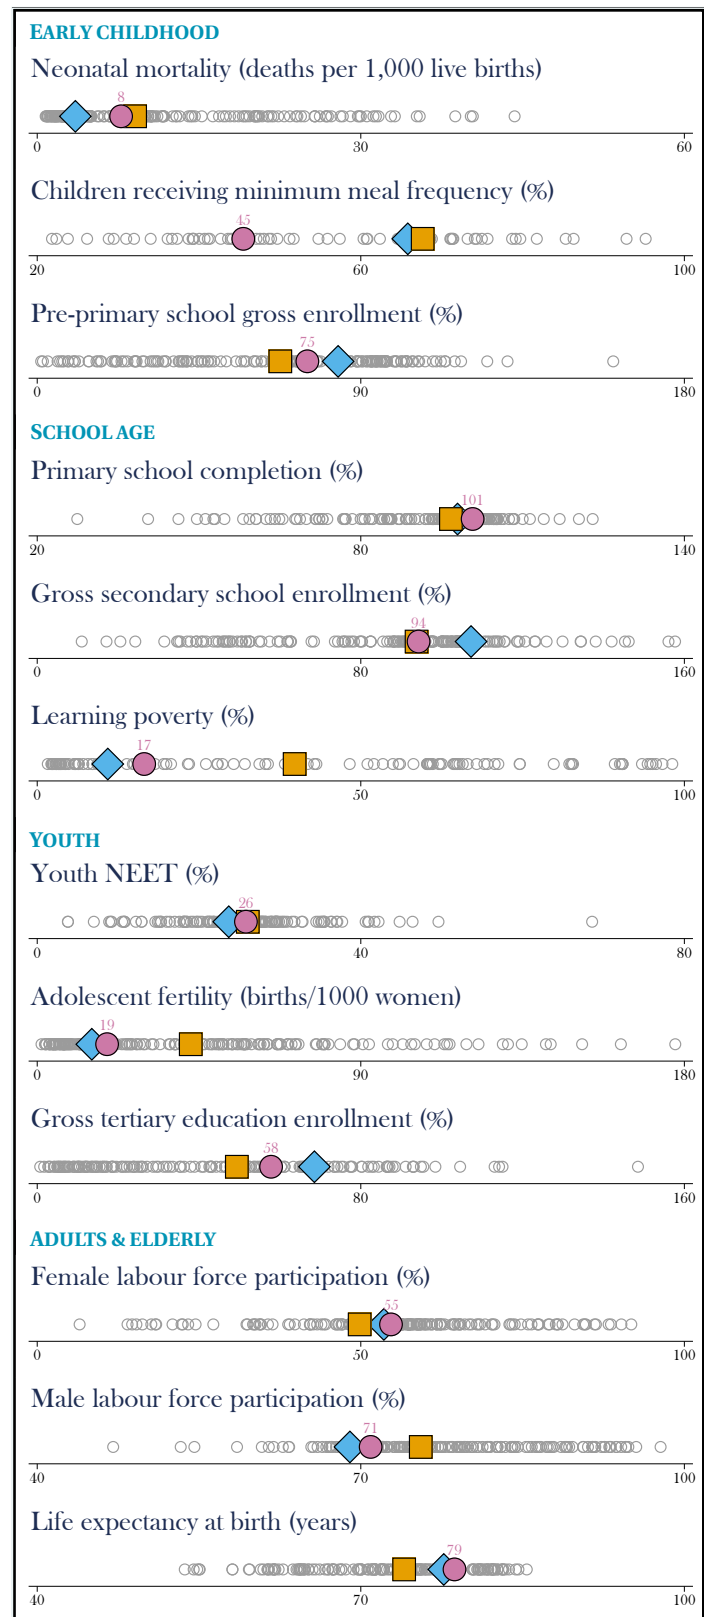 EARLY CHILDHOOD
Neonatal mortality (deaths per 1,000 live births)
8
0 30 60
Children receiving minimum meal frequency (%)
45
20 60 100
Pre-primary school gross enrollment (%)
75
0 90 180
SCHOOL AGE
Primary school completion (%)
101
20 80 140
Gross secondary school enrollment (%)
94
0 80 160
Learning poverty (%)
17
0 50 100
YOUTH
Youth NEET (%)
26
0 40 80
Adolescent fertility (births/1000 women)
19
0 90 180
Gross tertiary education enrollment (%)
58
0 80 160
ADULTS & ELDERLY
Female labour force participation (%)
55
0 50 100
Male labour force participation (%)
71
40 70 100
Life expectancy at birth (years)
79
40 70 100